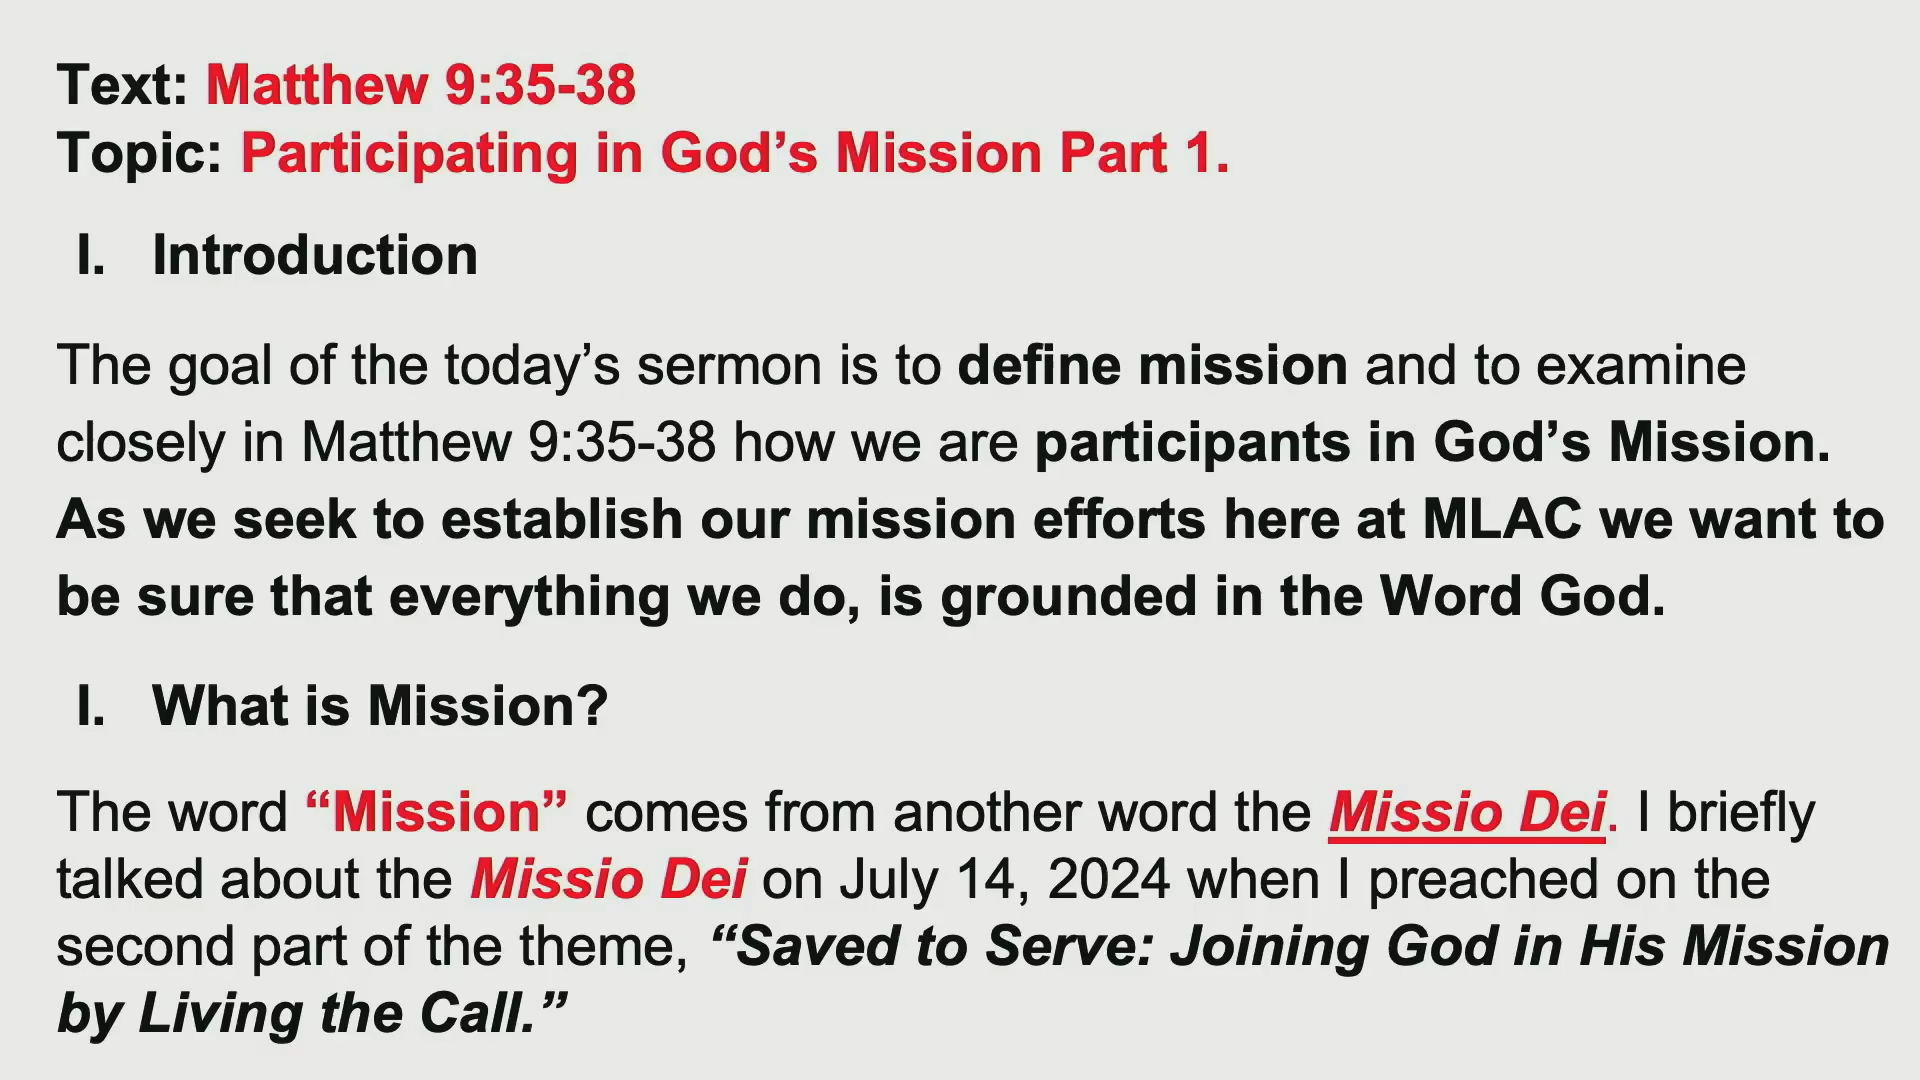 Text: Matthew 9:35-38
Topic: Participating in God’s Mission Part 1.
I. Introduction
The goal of the today’s sermon is to define mission and to examine
closely in Matthew 9:35-38 how we are participants in God’s Mission.
As we seek to establish our mission efforts here at MLAC we want to
be sure that everything we do, is grounded in the Word God.
I. What is Mission?
The word “Mission” comes from another word the Missio Dei. I briefly
talked about the Missio Dei on July 14, 2024 when I preached on the
second part of the theme, “Saved to Serve: Joining God in His Mission
by Living the Call.”